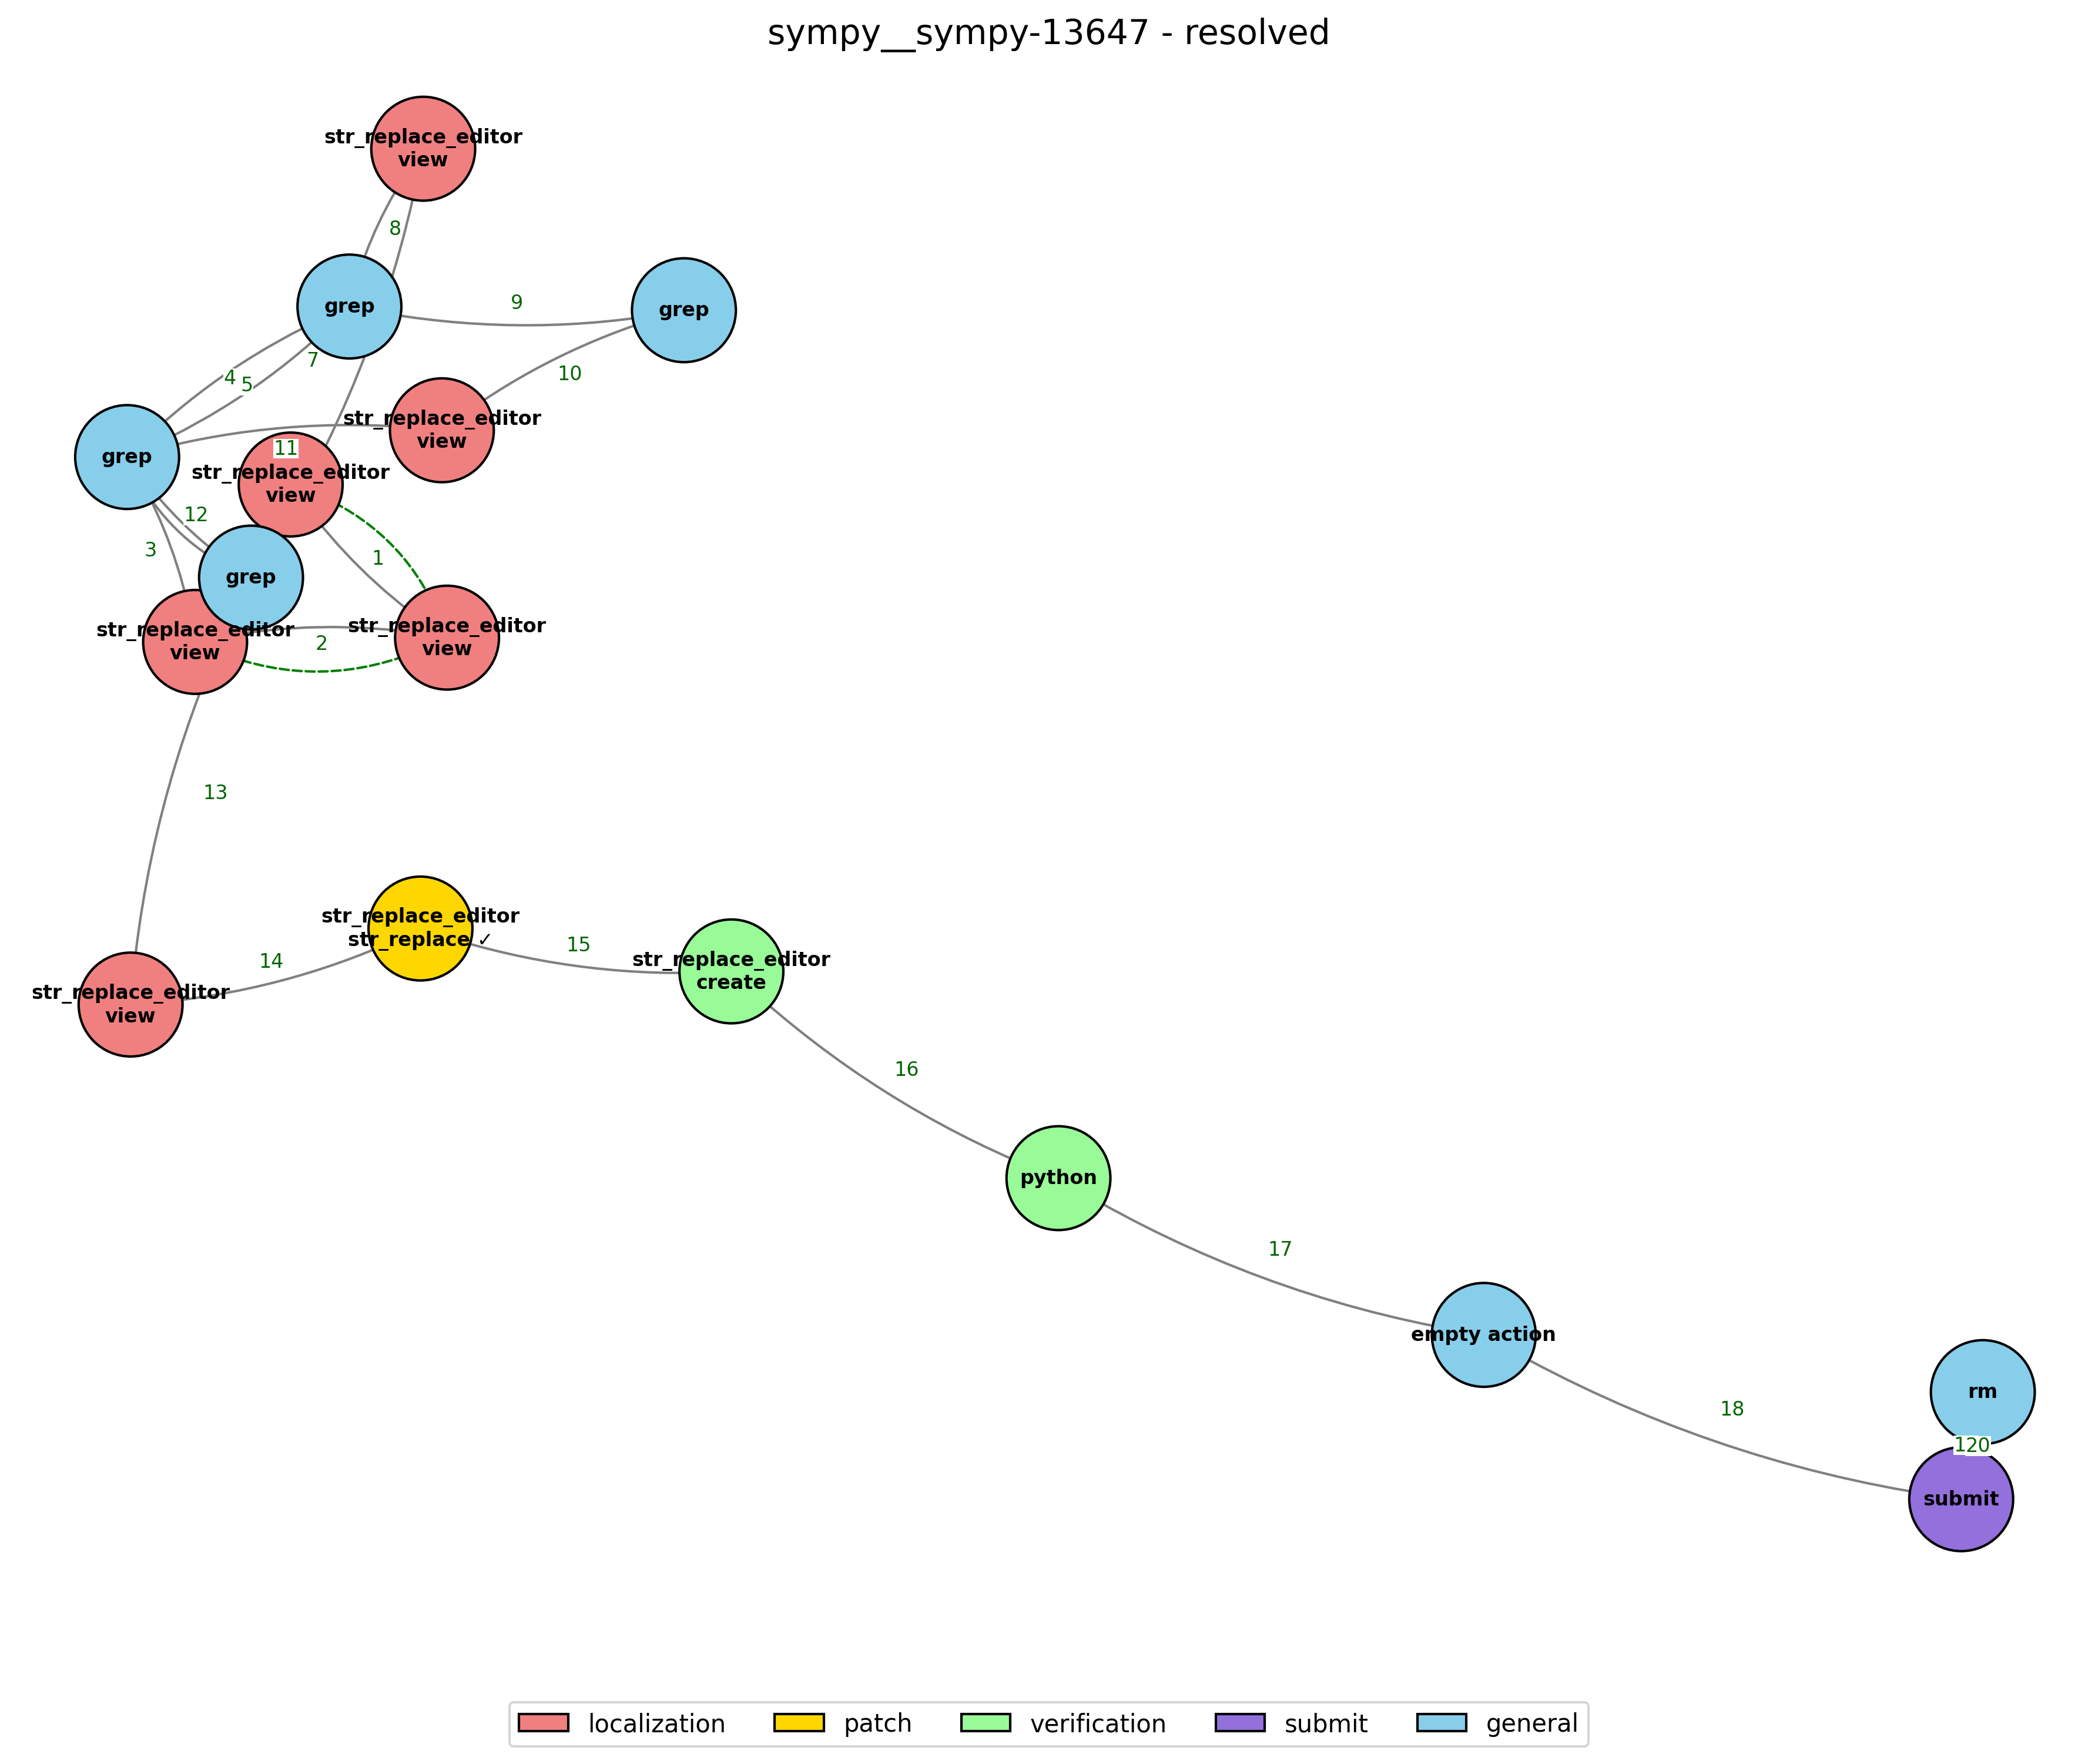 sympy__sympy-13647 - resolved
str_replace_editor
view
8
grep
9
grep
7
4
5
10
str_replace_editor
view
grep
11
str_replace_editor
view
12
3
1
grep
str_replace_editor
view
2
str_replace_editor
view
13
str_replace_editor
str_replace ✓
15
14
str_replace_editor
create
str_replace_editor
view
16
python
17
empty action
rm
18
120
submit
localization
patch
verification
submit
general